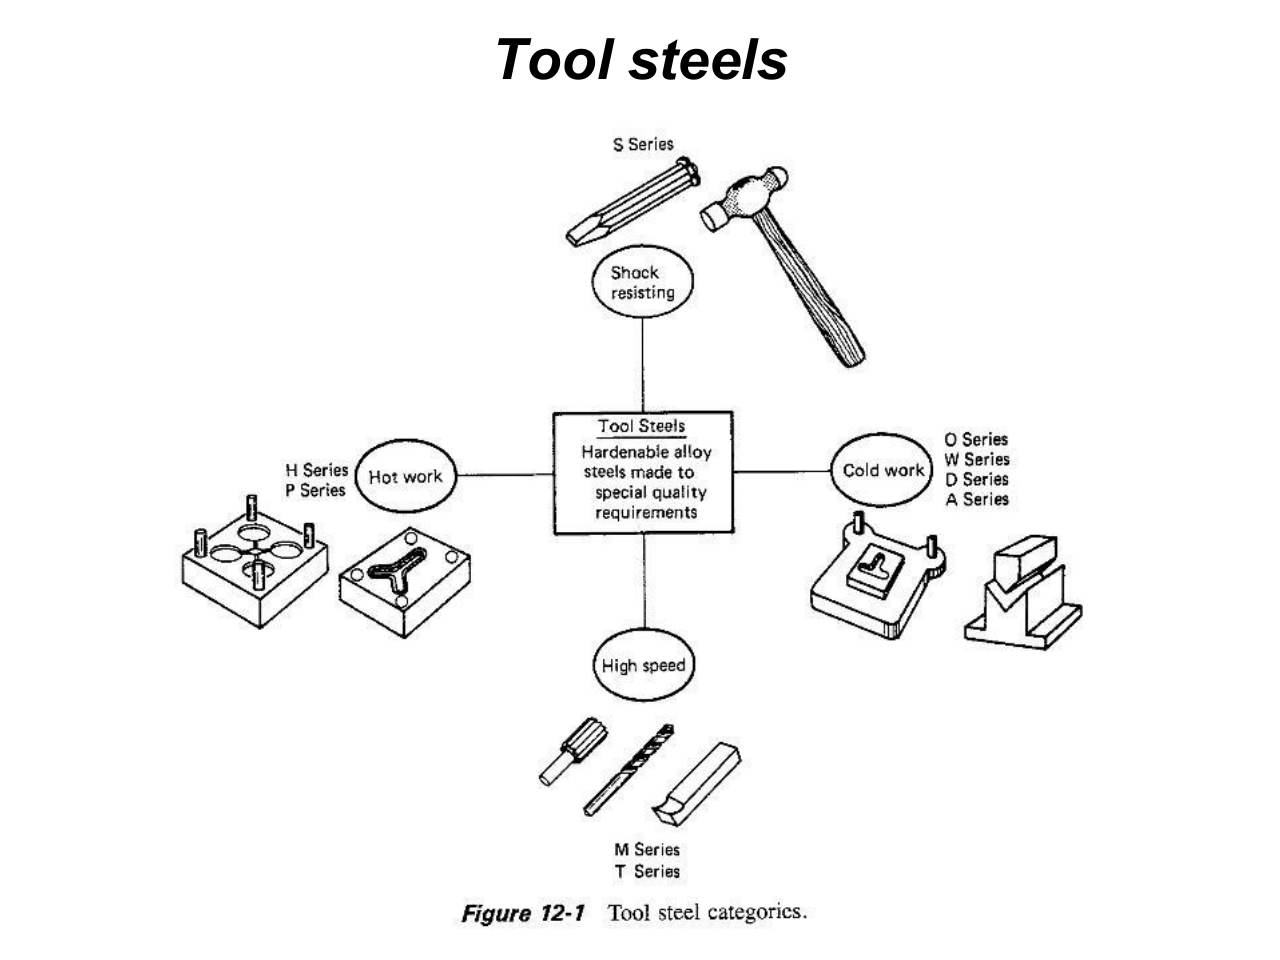 Tool steels
S Series
Shock
resisting
Tool Steels
Hardenable alloy
steels made to
special quality
requirements
H Series
P Series
Hot work
Cold work
O Series
W Series
D Series
A Series
High speed
M Series
T Series
Figure 12-1 Tool steel categories.